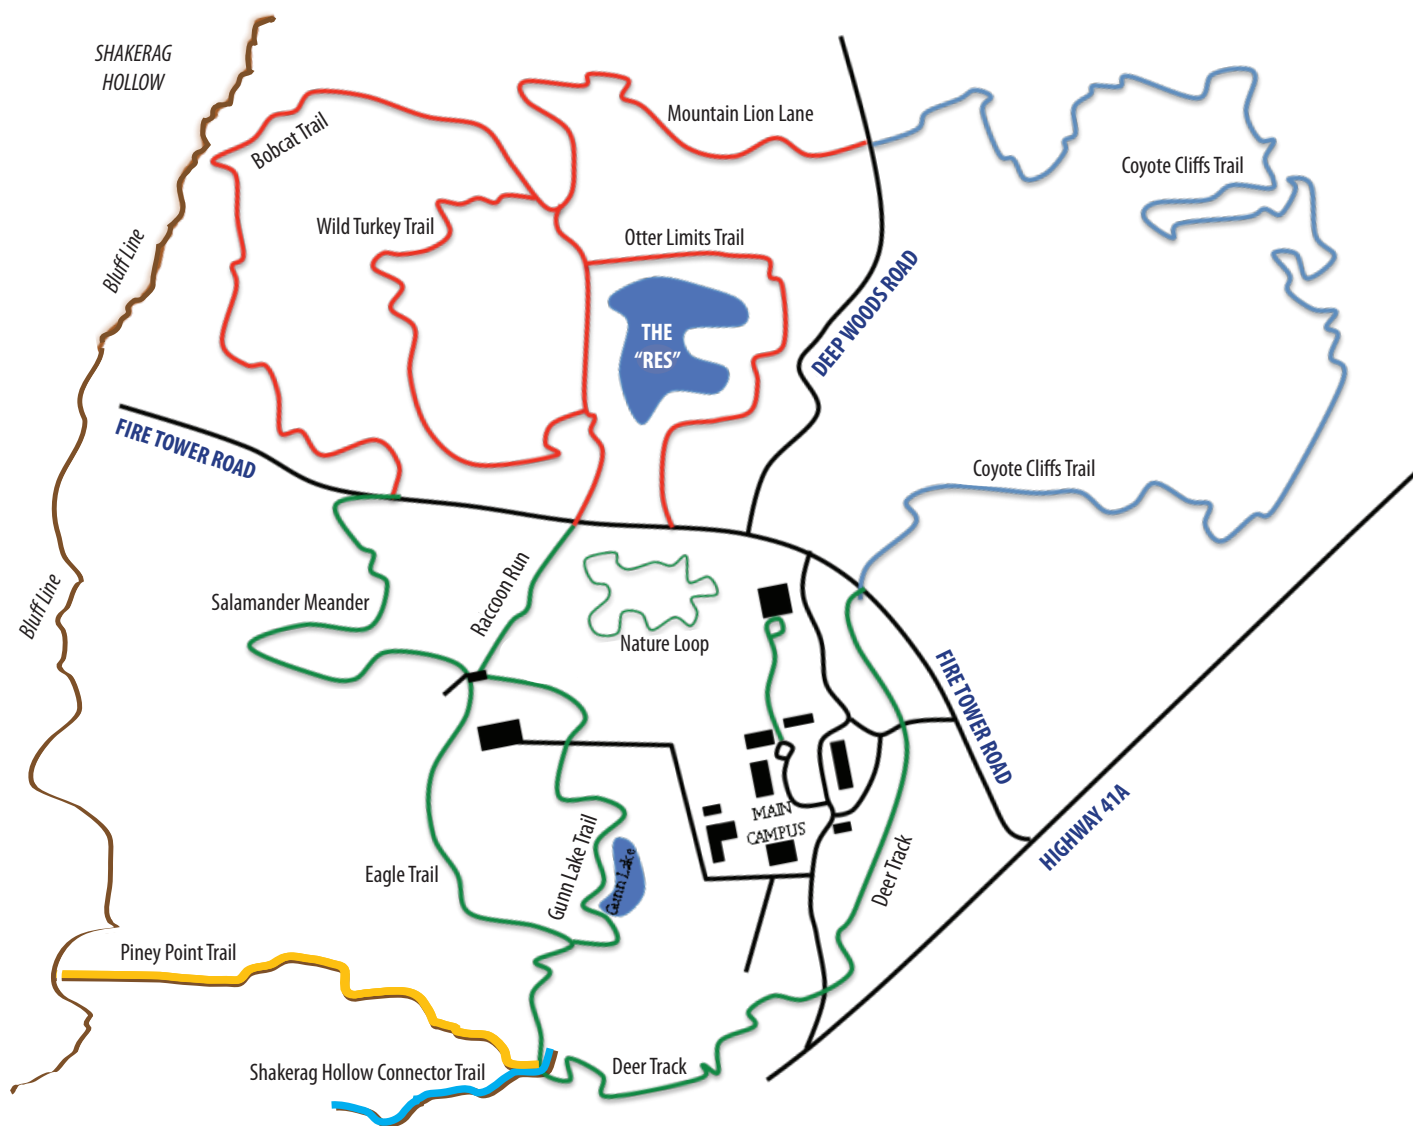 SHAKERAG
HOLLOW
Mountain Lion Lane
Bobcat Trail
Coyote Cliffs Trail
Wild Turkey Trail
Otter Limits Trail
Bluff Line
DEEP WOODS ROAD
THE
“RES”
FIRE TOWER ROAD
Coyote Cliffs Trail
Raccoon Run
Salamander Meander
Bluff Line
Nature Loop
FIRE TOWER ROAD
HIGHWAY 41A
MAIN
CAMPUS
Eagle Trail
Gunn Lake Trail
Gunn Lake
Deer Track
Piney Point Trail
Shakerag Hollow Connector Trail
Deer Track